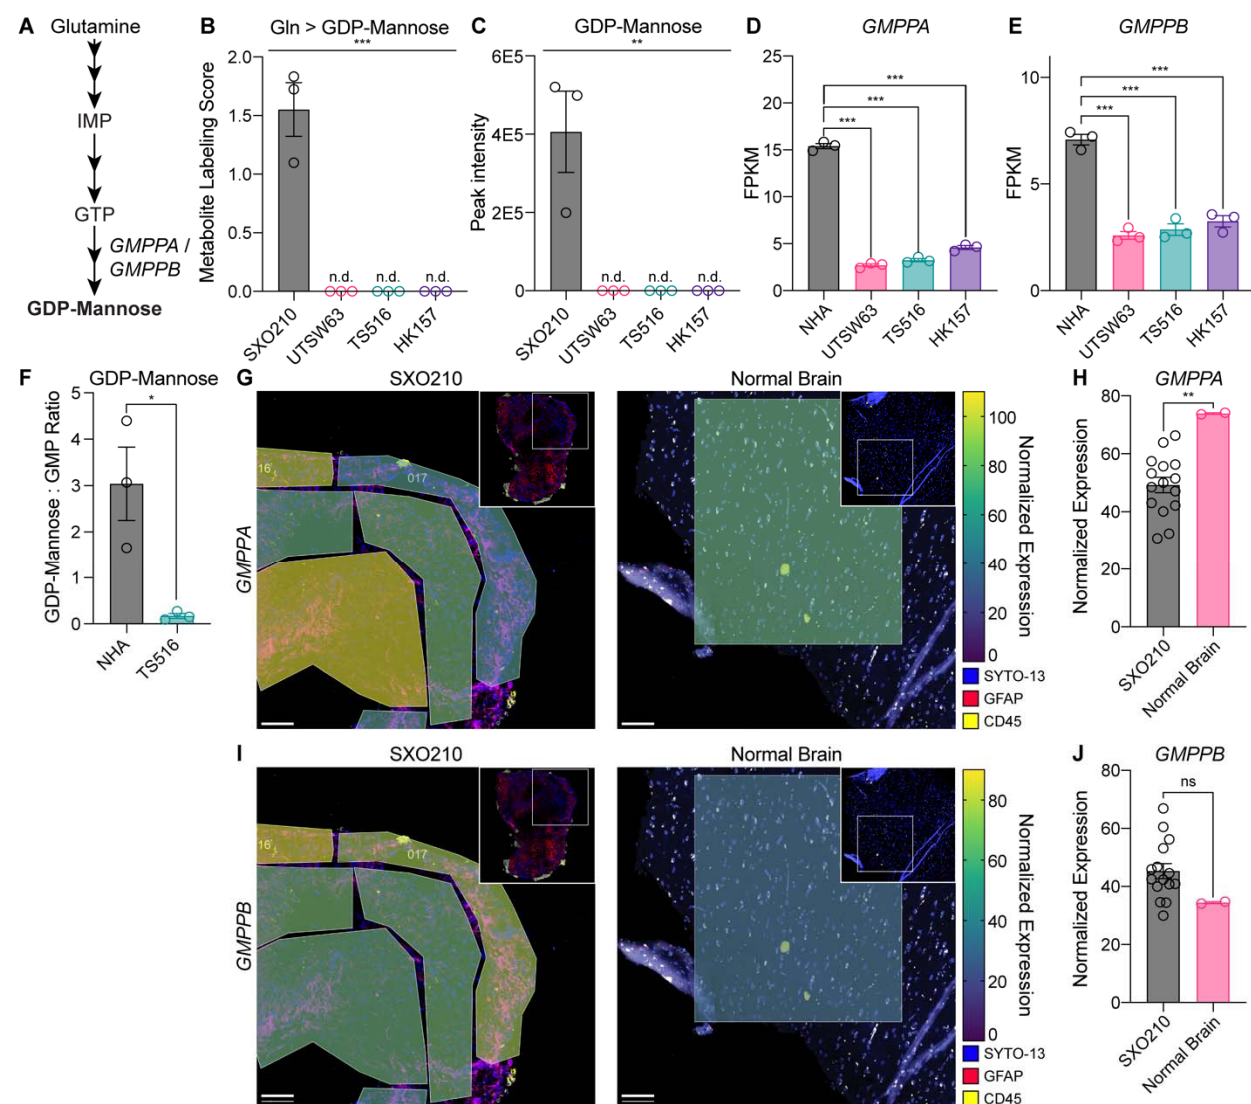 A
Glutamine
IMP
GTP
GMPPA /
GMPPB
GDP-Mannose
B
Gln > GDP-Mannose
***
Metabolite Labeling Score
2.0
1.5
1.0
0.5
0.0
n.d.
n.d.
n.d.
SXO210
UTSW63
TS516
HK157
C
GDP-Mannose
**
Peak intensity
6E5
4E5
2E5
0
n.d.
n.d.
n.d.
SXO210
UTSW63
TS516
HK157
D
GMPPA
FPKM
25
20
15
10
5
0
***
***
***
NHA
UTSW63
TS516
HK157
E
GMPPB
FPKM
10
5
0
***
***
***
NHA
UTSW63
TS516
HK157
F
GDP-Mannose
GDP-Mannose : GMP Ratio
5
4
3
2
1
0
*
NHA
TS516
G
SXO210
Normal Brain
GMPPA
16
017
100
80
60
40
20
0
Normalized Expression
SYTO-13
GFAP
CD45
H
GMPPA
Normalized Expression
80
60
40
20
0
**
SXO210
Normal Brain
I
SXO210
Normal Brain
GMPPB
16
017
80
60
40
20
0
Normalized Expression
SYTO-13
GFAP
CD45
J
GMPPB
Normalized Expression
80
60
40
20
0
ns
SXO210
Normal Brain